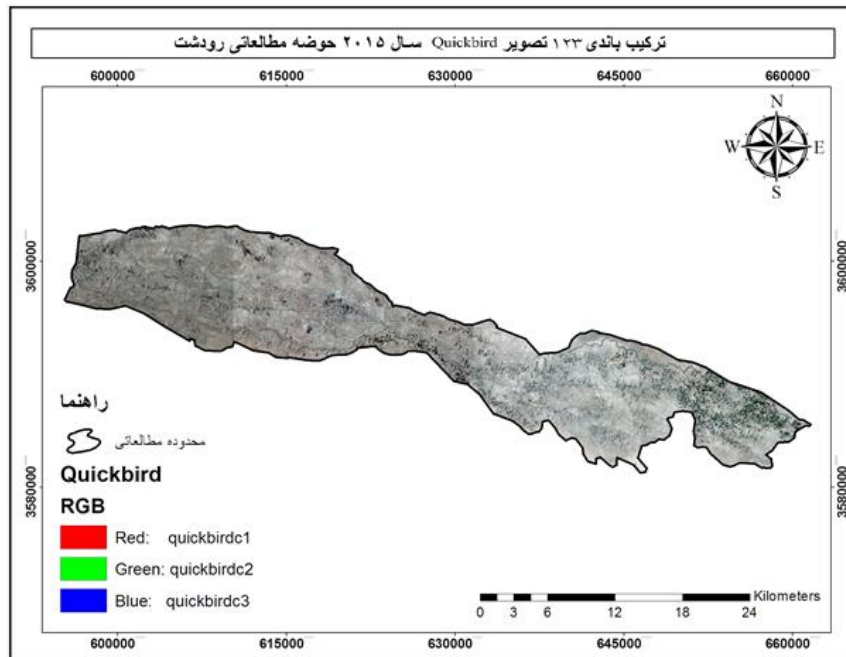 ترکیب باندی ۱۲۳ تصویر Quickbird سال ۲۰۱۵ حوضه مطالعاتی رودشت
600000 615000 630000 645000 660000
N
W E
S
3600000 3600000
3580000 3580000
راهنما
محدوده مطالعاتی
Quickbird
RGB
Red: quickbirdc1
Green: quickbirdc2
Blue: quickbirdc3
Kilometers
0 3 6 12 18 24
600000 615000 630000 645000 660000